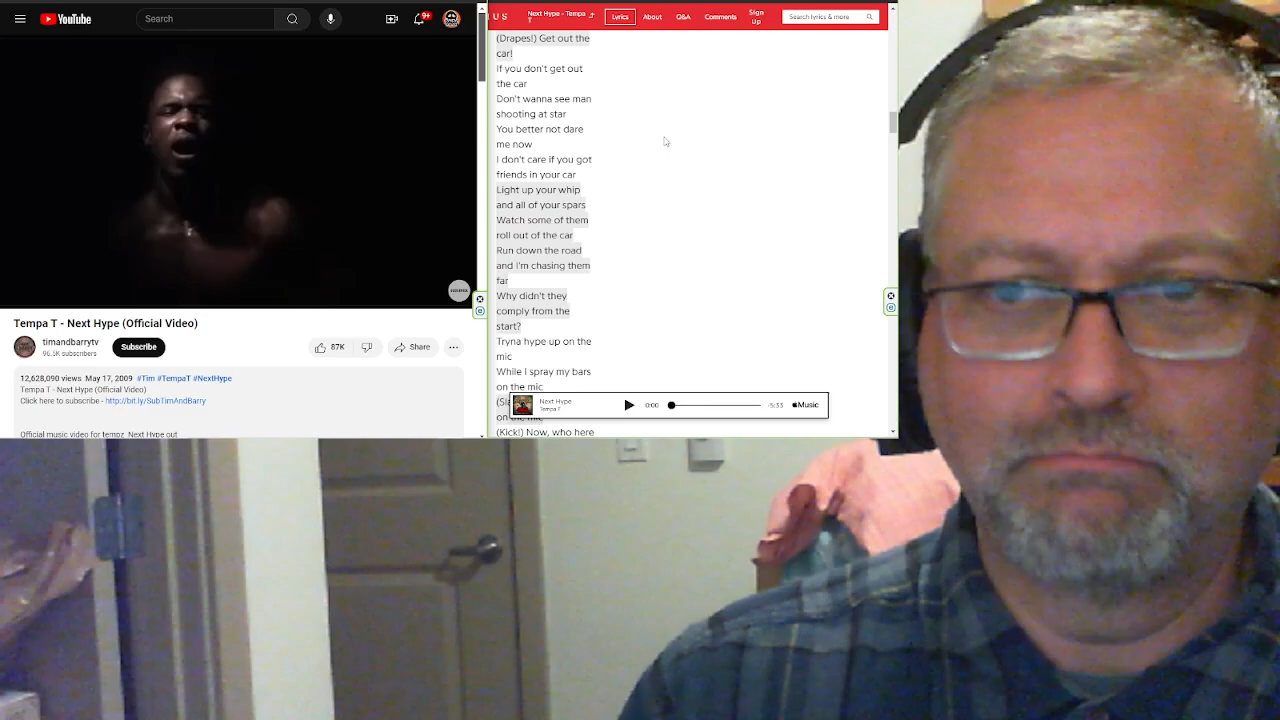 YouTube
Search
9+
Tempa T - Next Hype (Official Video)
timandbarrytv
96.5K subscribers
Subscribe
87K
Share
12,628,090 views May 17, 2009 #Tim #TempaT #NextHype
Tempa T - Next Hype (Official Video)
Click here to subscribe - http://bit.ly/SubTimAndBarry
Official music video for tempz Next Hype out
I U S
Next Hype - Tempa
T
Lyrics
About
Q&A
Comments
Sign
Up
Search lyrics & more
(Drapes!) Get out the
car!
If you don't get out
the car
Don't wanna see man
shooting at star
You better not dare
me now
I don't care if you got
friends in your car
Light up your whip
and all of your spars
Watch some of them
roll out of the car
Run down the road
and I'm chasing them
far
Why didn't they
comply from the
start?
Tryna hype up on the
mic
While I spray my bars
on the mic
Next Hype
Tempa T
0:00
-5:33
Music
on the mic
(Kick!) Now, who here